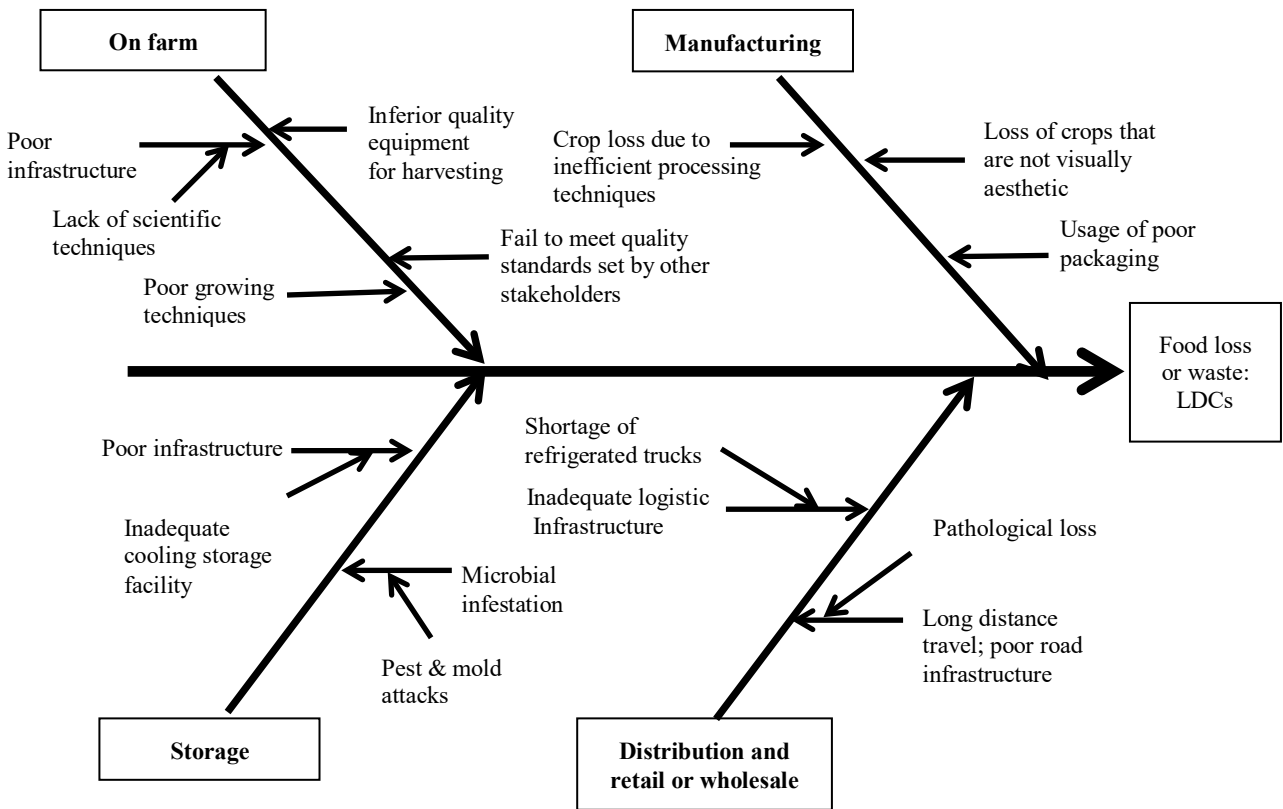 On farm
Manufacturing
Poor
infrastructure
Inferior quality
equipment
for harvesting
Lack of scientific
techniques
Fail to meet quality
standards set by other
stakeholders
Poor growing
techniques
Crop loss due to
inefficient processing
techniques
Loss of crops that
are not visually
aesthetic
Usage of poor
packaging
Food loss
or waste:
LDCs
Poor infrastructure
Inadequate
cooling storage
facility
Microbial
infestation
Pest & mold
attacks
Shortage of
refrigerated trucks
Inadequate logistic
Infrastructure
Pathological loss
Long distance
travel; poor road
infrastructure
Storage
Distribution and
retail or wholesale